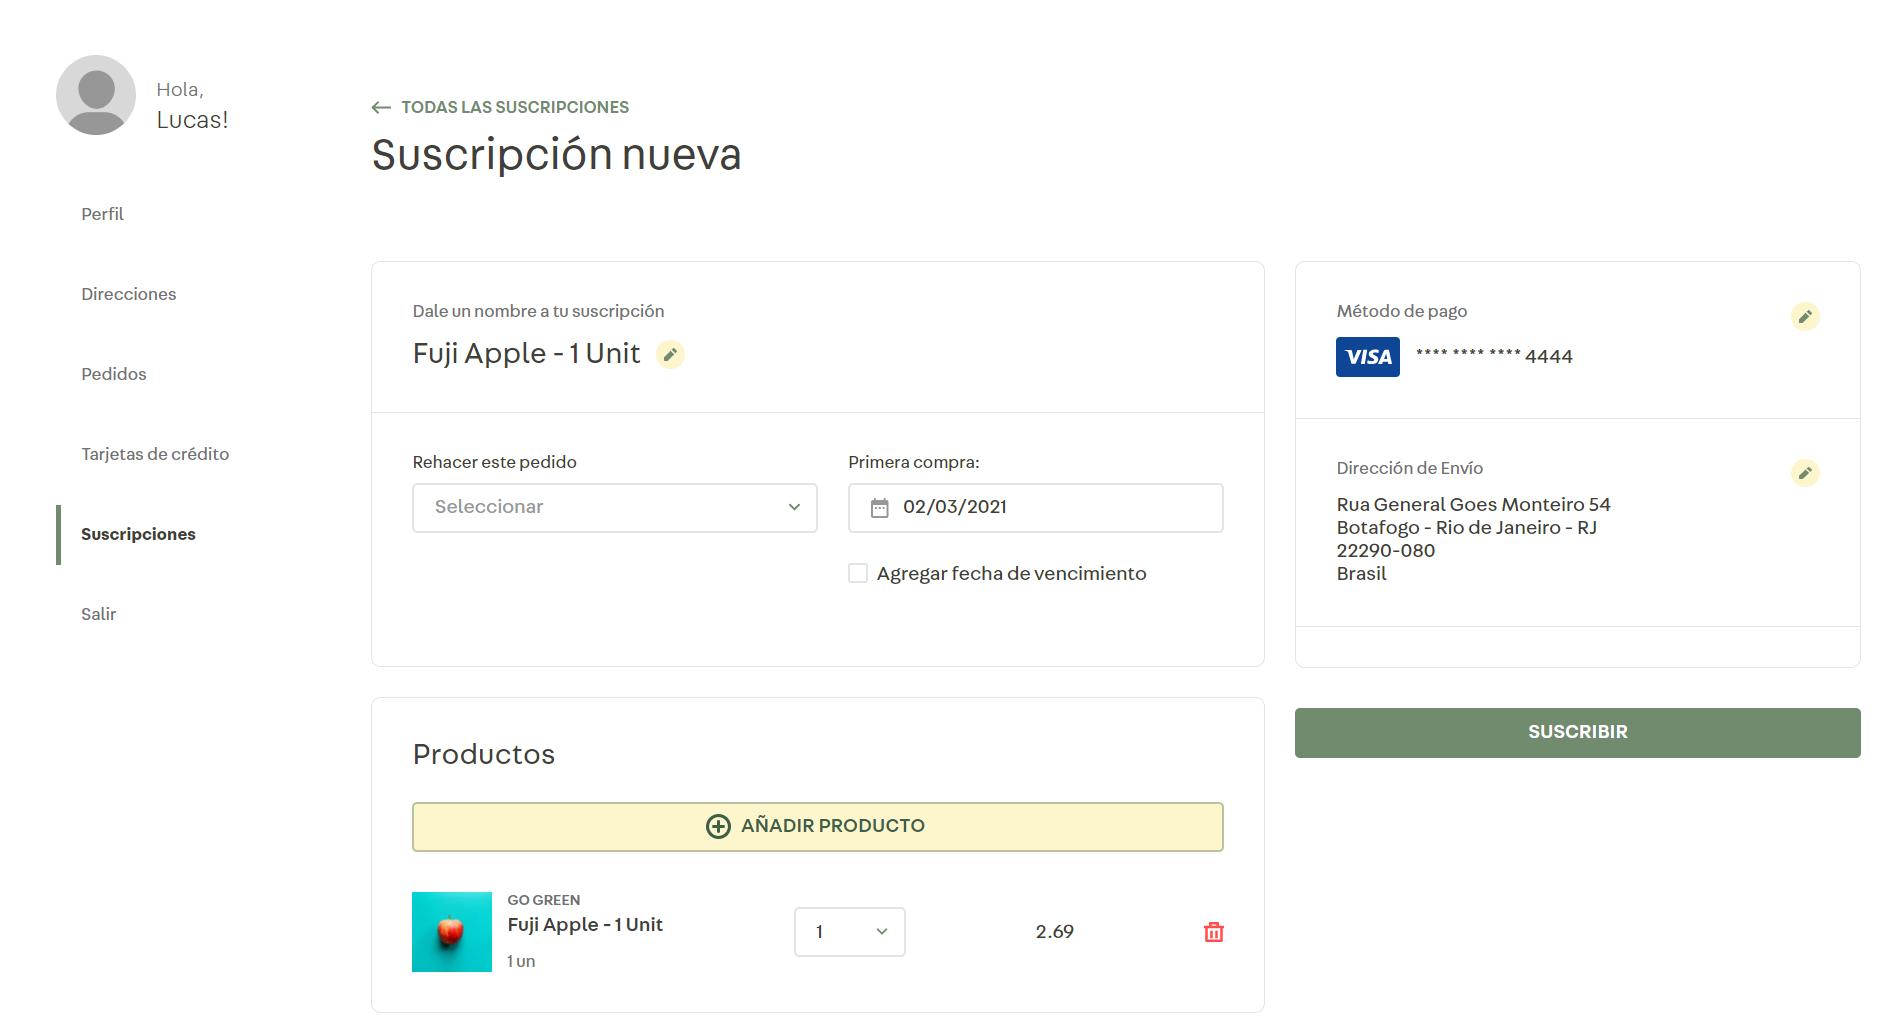 Hola,
Lucas!
Perfil
Direcciones
Pedidos
Tarjetas de crédito
Suscripciones
Salir
TODAS LAS SUSCRIPCIONES
Suscripción nueva
Dale un nombre a tu suscripción
Fuji Apple - 1 Unit
Rehacer este pedido
Seleccionar
Primera compra:
02/03/2021
Agregar fecha de vencimiento
Productos
AÑADIR PRODUCTO
GO GREEN
Fuji Apple - 1 Unit
1 un
1
2.69
Método de pago
VISA
**** **** **** 4444
Dirección de Envío
Rua General Goes Monteiro 54
Botafogo - Rio de Janeiro - RJ
22290-080
Brasil
SUSCRIBIR